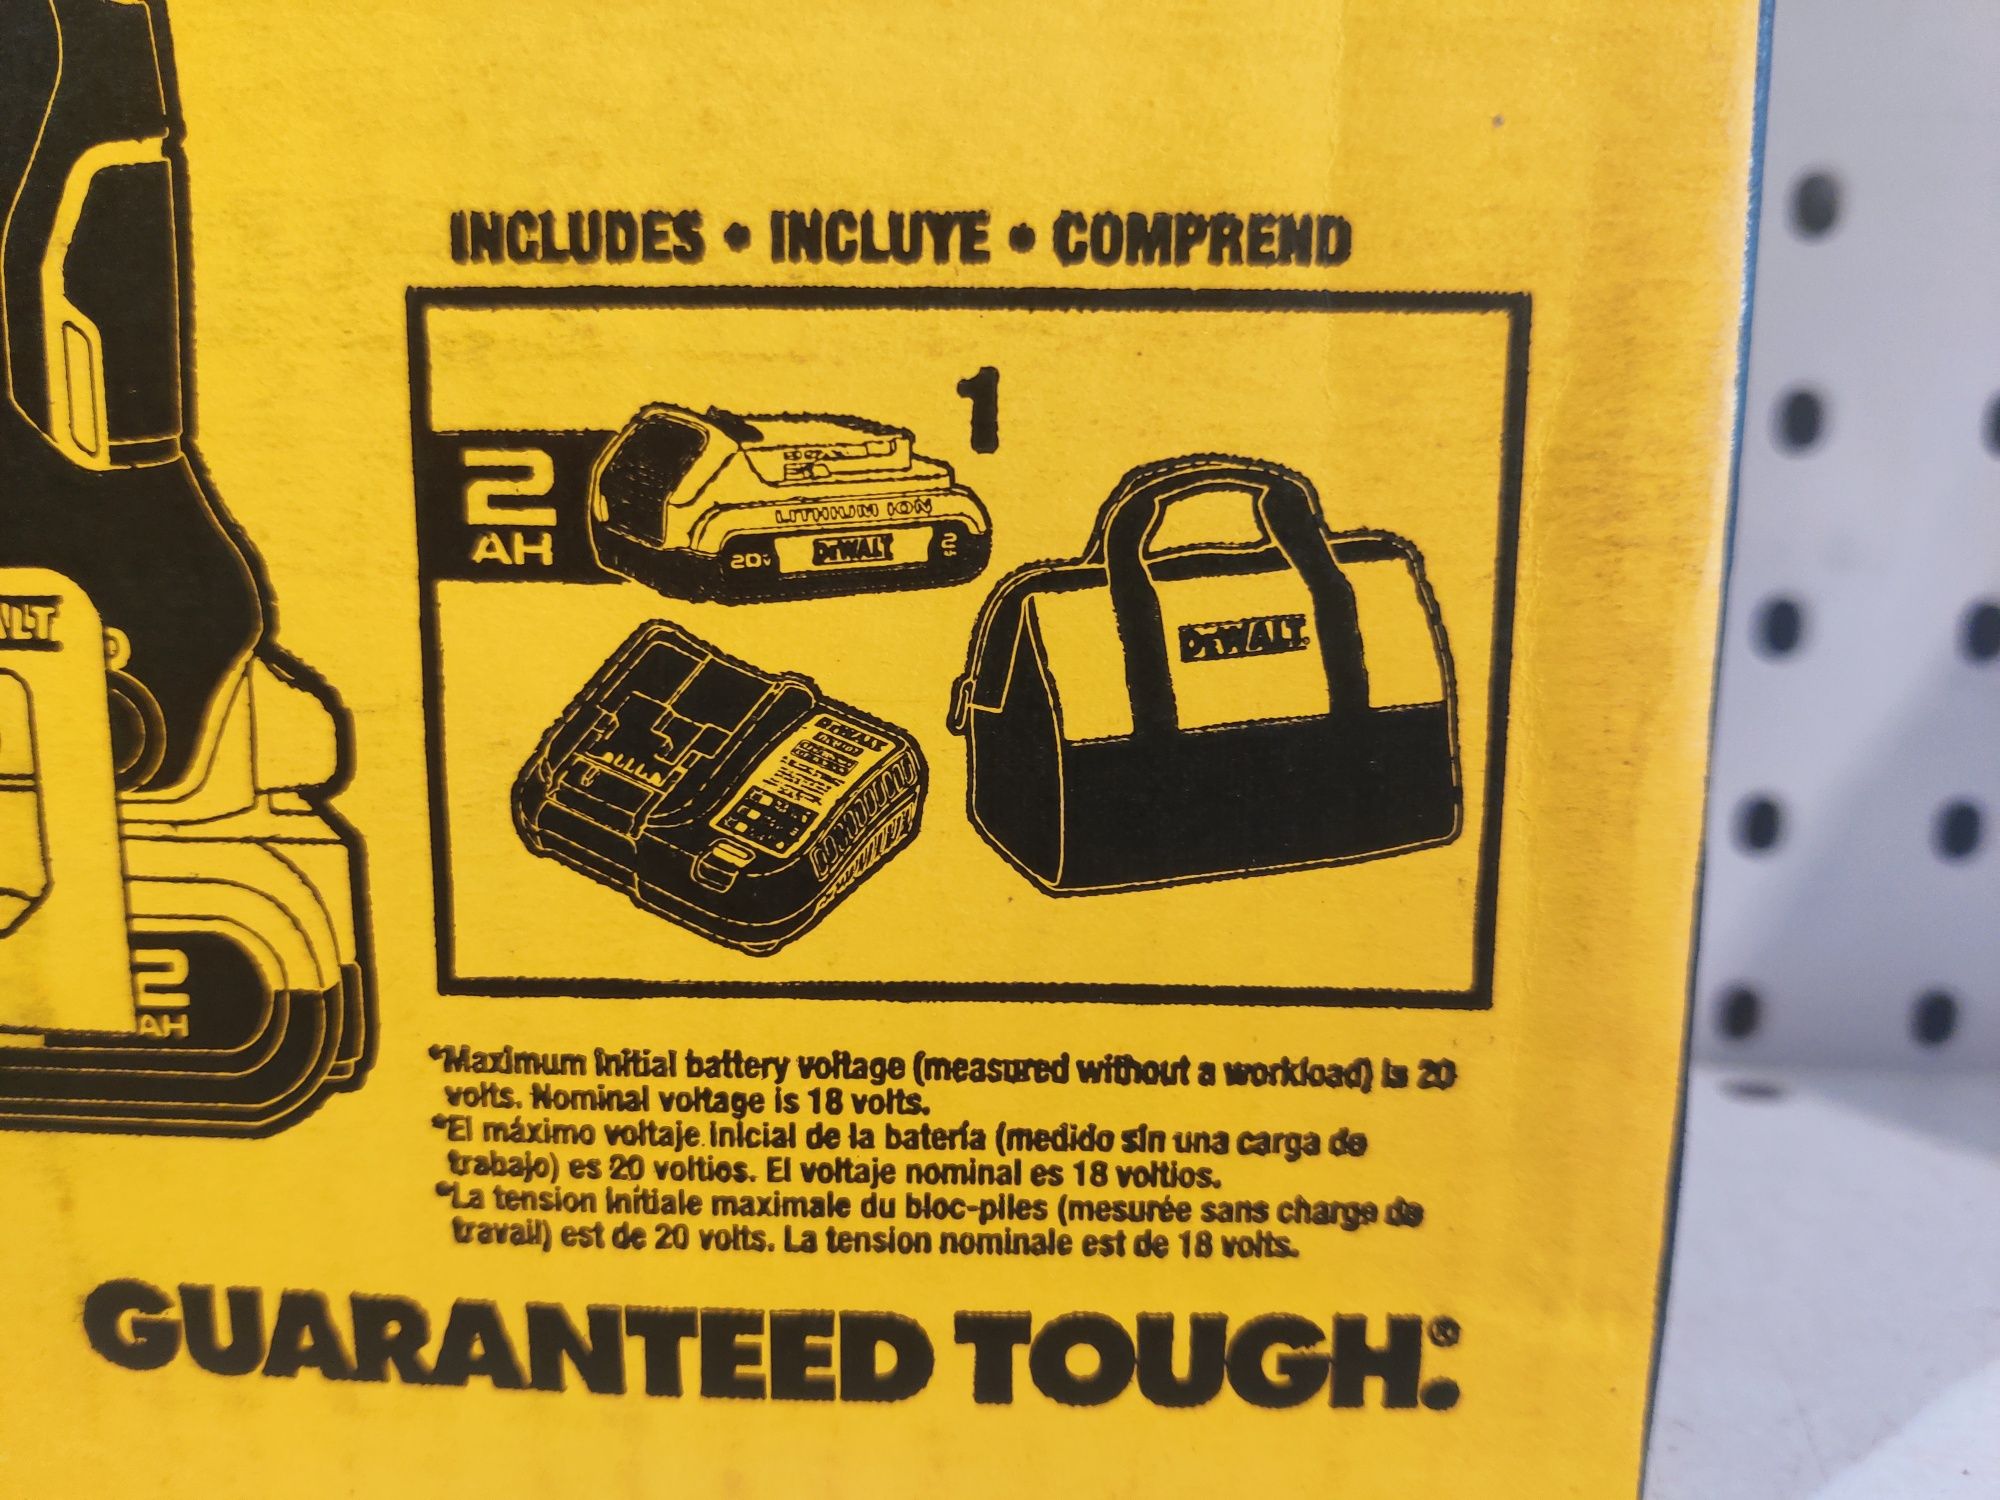 INCLUDES • INCLUYE • COMPREND
1
2
AH
LITHIUM ION
20V
DEWALT
DEWALT
DEWALT
ALT
2
AH
*Maximum initial battery voltage (measured without a workload) is 20
volts. Nominal voltage is 18 volts.
*El máximo voltaje inicial de la batería (medido sin una carga de
trabajo) es 20 voltios. El voltaje nominal es 18 voltios.
*La tension initiale maximale du bloc-piles (mesurée sans charge de
travail) est de 20 volts. La tension nominale est de 18 volts.
GUARANTEED TOUGH.®